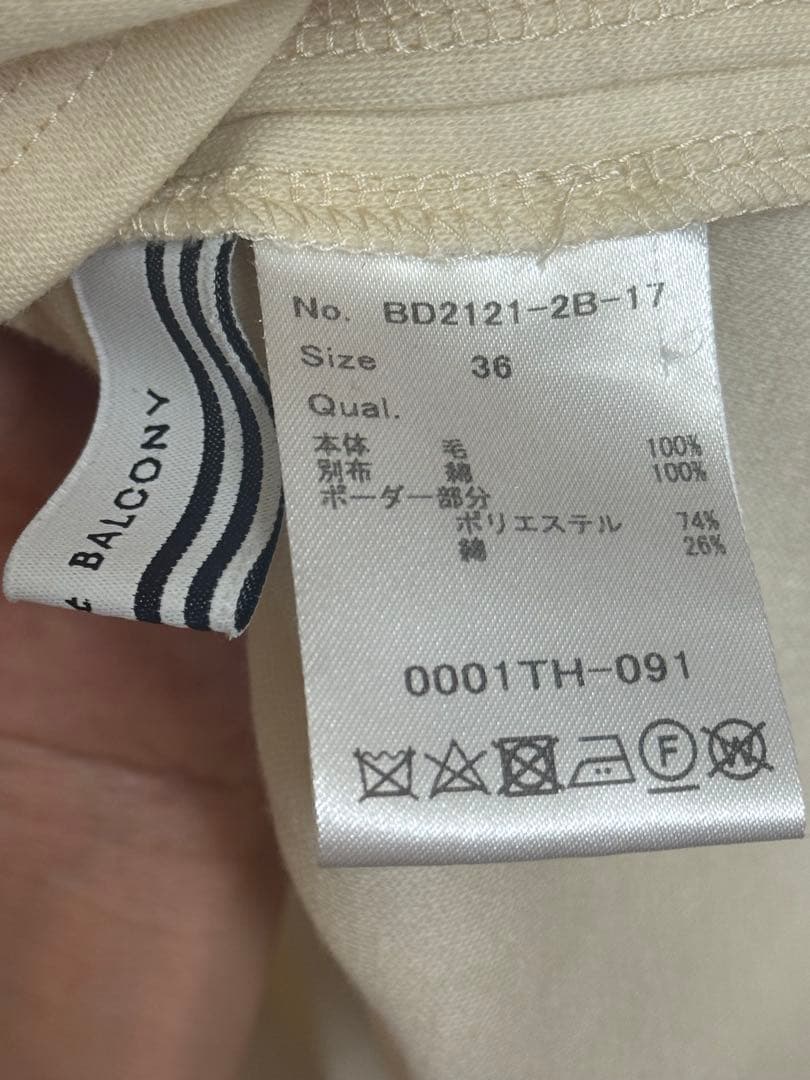 BALCONY
No. BD2121-2B-17
Size 36
Qual.
本体 毛 100%
別布 綿 100%
ボーダー部分
ポリエステル 74%
綿 26%
0001TH-091
F
W